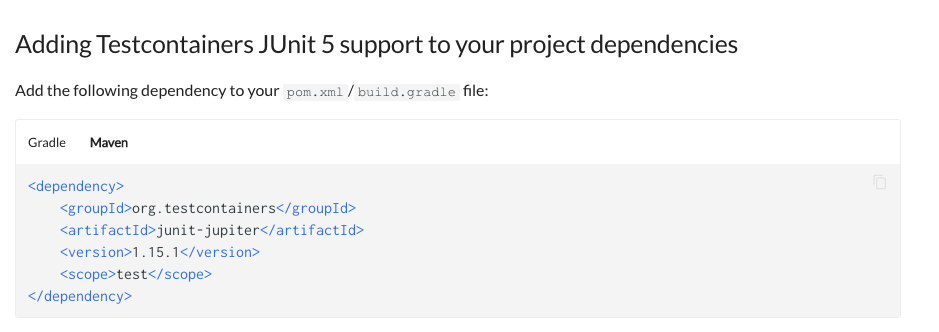 Adding Testcontainers JUnit 5 support to your project dependencies
Add the following dependency to your pom.xml/build.gradle file:
Gradle Maven
<dependency>
    <groupId>org.testcontainers</groupId>
    <artifactId>junit-jupiter</artifactId>
    <version>1.15.1</version>
    <scope>test</scope>
</dependency>